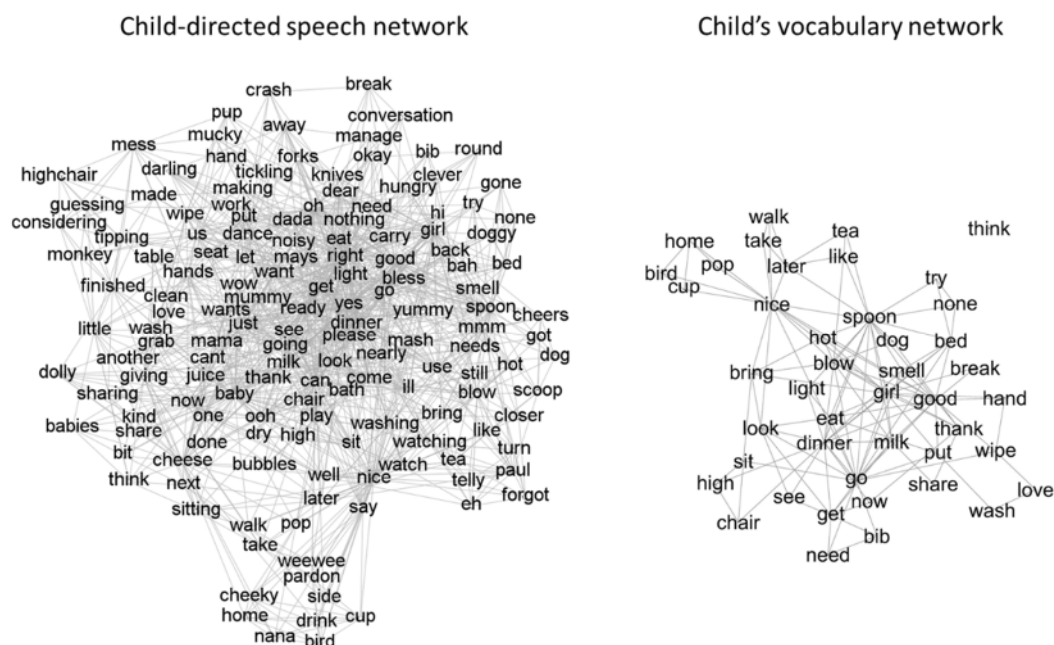 Child-directed speech network
Child's vocabulary network
crash
break
pup
away
conversation
mucky
manage
mess
hand
forks
okay
bib
round
highchair
darling
tickling
knives
clever
making
dear
hungry
gone
guessing
made
work
oh
need
try
considering
wipe
put
dada
nothing
hi
none
tipping
us
dance
noisy
eat
carry
girl
doggy
monkey
table
seat
let
mays
right
good
back
hands
want
light
bless
bah
bed
finished
wow
get
go
smell
clean
mummy
love
wants
ready
yes
yummy
spoon
cheers
little
wash
just
see
dinner
mmm
got
grab
mama
going
please
mash
needs
another
cant
milk
look
nearly
hot
dog
dolly
giving
juice
thank
can
come
use
still
sharing
now
baby
bath
ill
blow
scoop
chair
kind
one
ooh
play
bring
closer
babies
share
washing
like
done
dry
high
sit
watching
turn
bit
cheese
bubbles
watch
tea
think
next
well
nice
telly
paul
later
eh
forgot
sitting
say
walk
pop
take
weewee
pardon
cheeky
side
home
drink
cup
nana
bird
walk
tea
think
home
take
like
bird
pop
later
try
cup
nice
none
spoon
hot
dog
bed
blow
bring
smell
break
light
girl
good
hand
look
eat
thank
dinner
milk
put
wipe
sit
go
high
see
now
share
love
chair
get
wash
bib
need